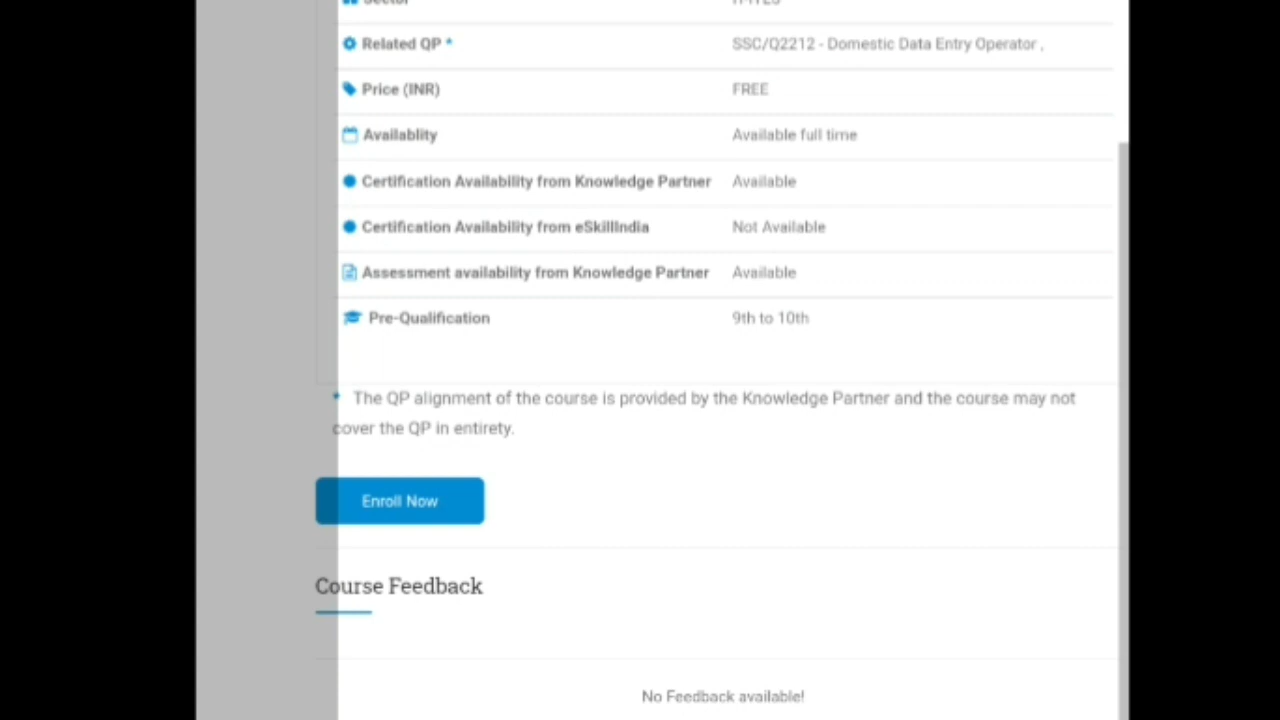 Sector IT-ITES
Related QP * SSC/Q2212 - Domestic Data Entry Operator ,
Price (INR) FREE
Availablity Available full time
Certification Availability from Knowledge Partner Available
Certification Availability from eSkillIndia Not Available
Assessment availability from Knowledge Partner Available
Pre-Qualification 9th to 10th
* The QP alignment of the course is provided by the Knowledge Partner and the course may not
cover the QP in entirety.
Enroll Now
Course Feedback
No Feedback available!